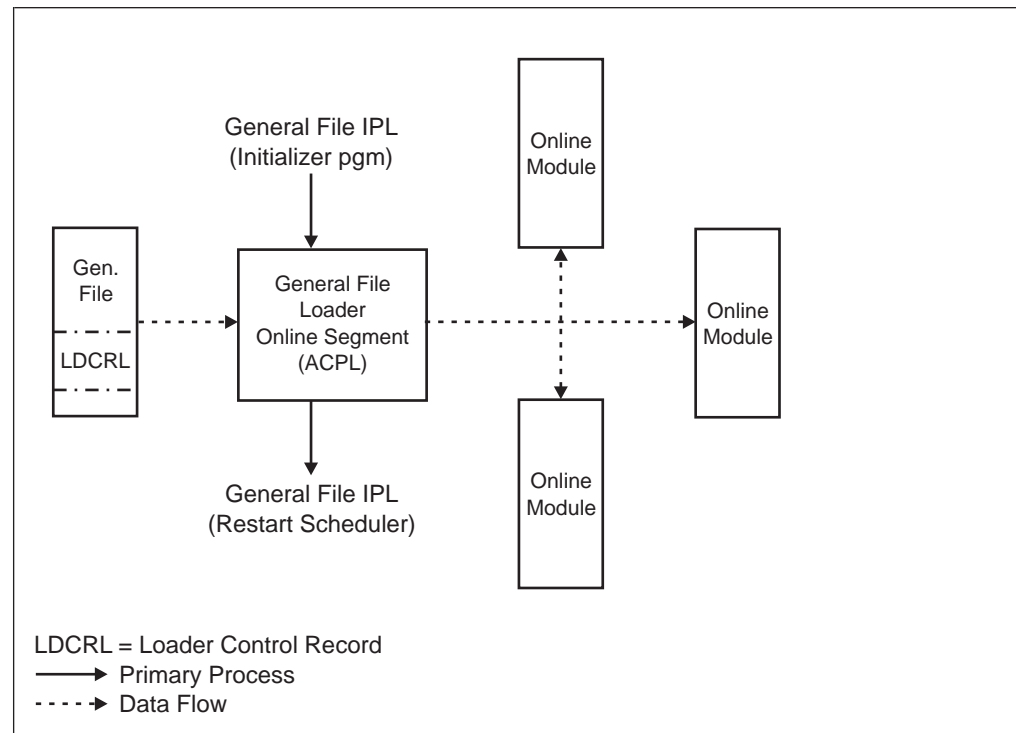 General File IPL
(Initializer pgm)
Online
Module
Gen.
File
LDCRL
General File
Loader
Online Segment
(ACPL)
Online
Module
Online
Module
General File IPL
(Restart Scheduler)
LDCRL = Loader Control Record
Primary Process
Data Flow